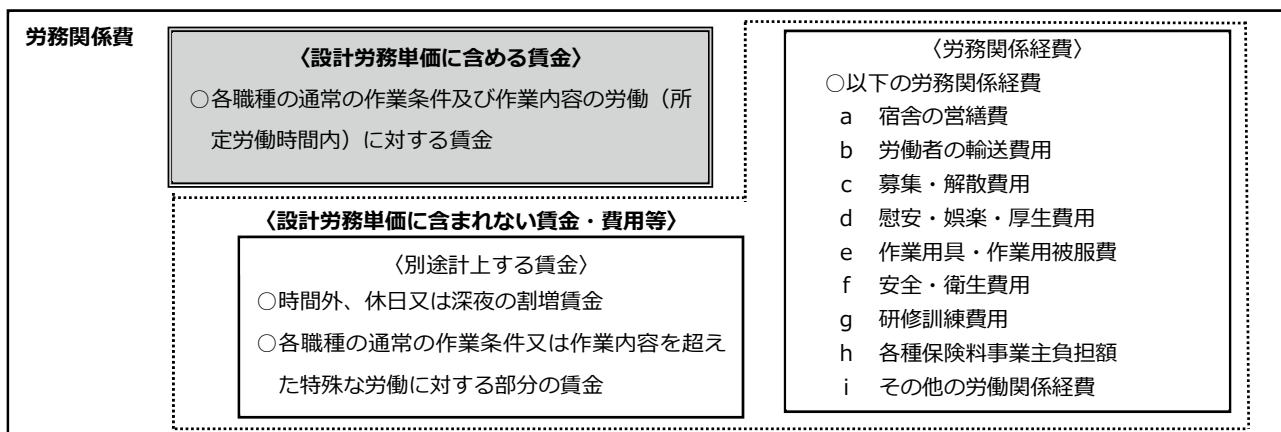 労務関係費
〈設計労務単価に含める賃金〉
○各職種の通常の作業条件及び作業内容の労働（所
定労働時間内）に対する賃金
〈設計労務単価に含まれない賃金・費用等〉
〈別途計上する賃金〉
○時間外、休日又は深夜の割増賃金
○各職種の通常の作業条件又は作業内容を超え
た特殊な労働に対する部分の賃金
〈労務関係経費〉
○以下の労務関係経費
a 宿舎の営繕費
b 労働者の輸送費用
c 募集・解散費用
d 慰安・娯楽・厚生費用
e 作業用具・作業用被服費
f 安全・衛生費用
g 研修訓練費用
h 各種保険料事業主負担額
i その他の労働関係経費